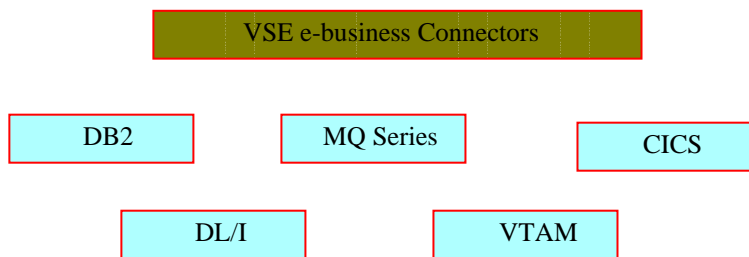 VSE e-business Connectors
DB2
MQ Series
CICS
DL/I
VTAM